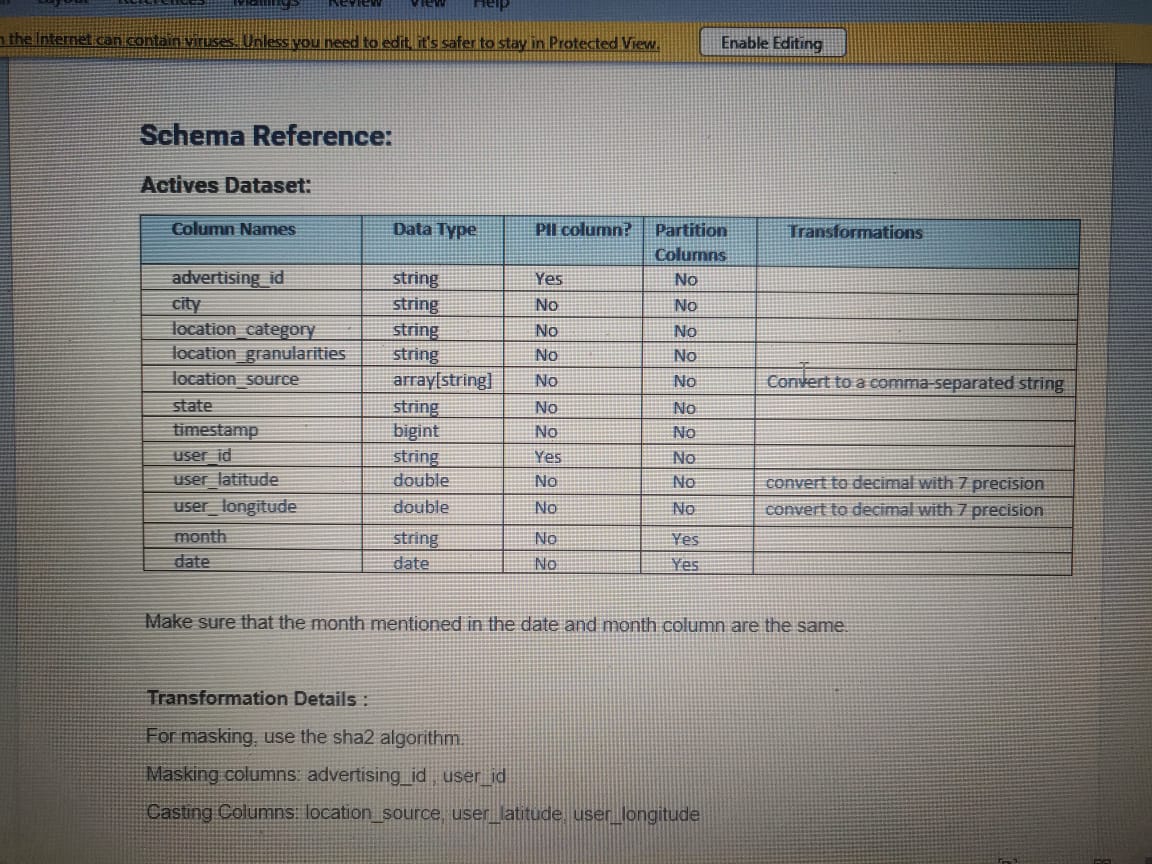 Layout References Mailings Review View Help
the Internet can contain viruses. Unless you need to edit, it's safer to stay in Protected View. Enable Editing
Schema Reference:
Actives Dataset:
Column Names Data Type PII column? Partition Columns Transformations
advertising_id string Yes No
city string No No
location_category string No No
location_granularities string No No
location_source array[string] No No Convert to a comma-separated string
state string No No
timestamp bigint No No
user_id string Yes No
user_latitude double No No convert to decimal with 7 precision
user_ longitude double No No convert to decimal with 7 precision
month string No Yes
date date No Yes
Make sure that the month mentioned in the date and month column are the same.
Transformation Details :
For masking, use the sha2 algorithm.
Masking columns: advertising_id , user_id
Casting Columns: location_source, user_latitude, user_longitude